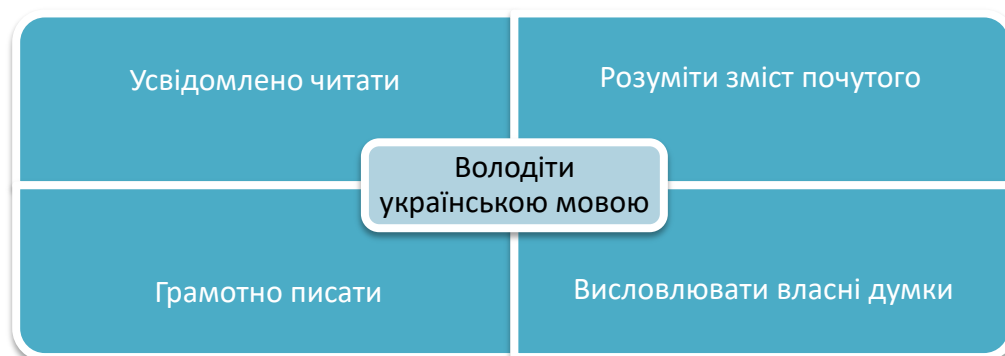 Усвідомлено читати
Розуміти зміст почутого
Володіти
українською мовою
Грамотно писати
Висловлювати власні думки